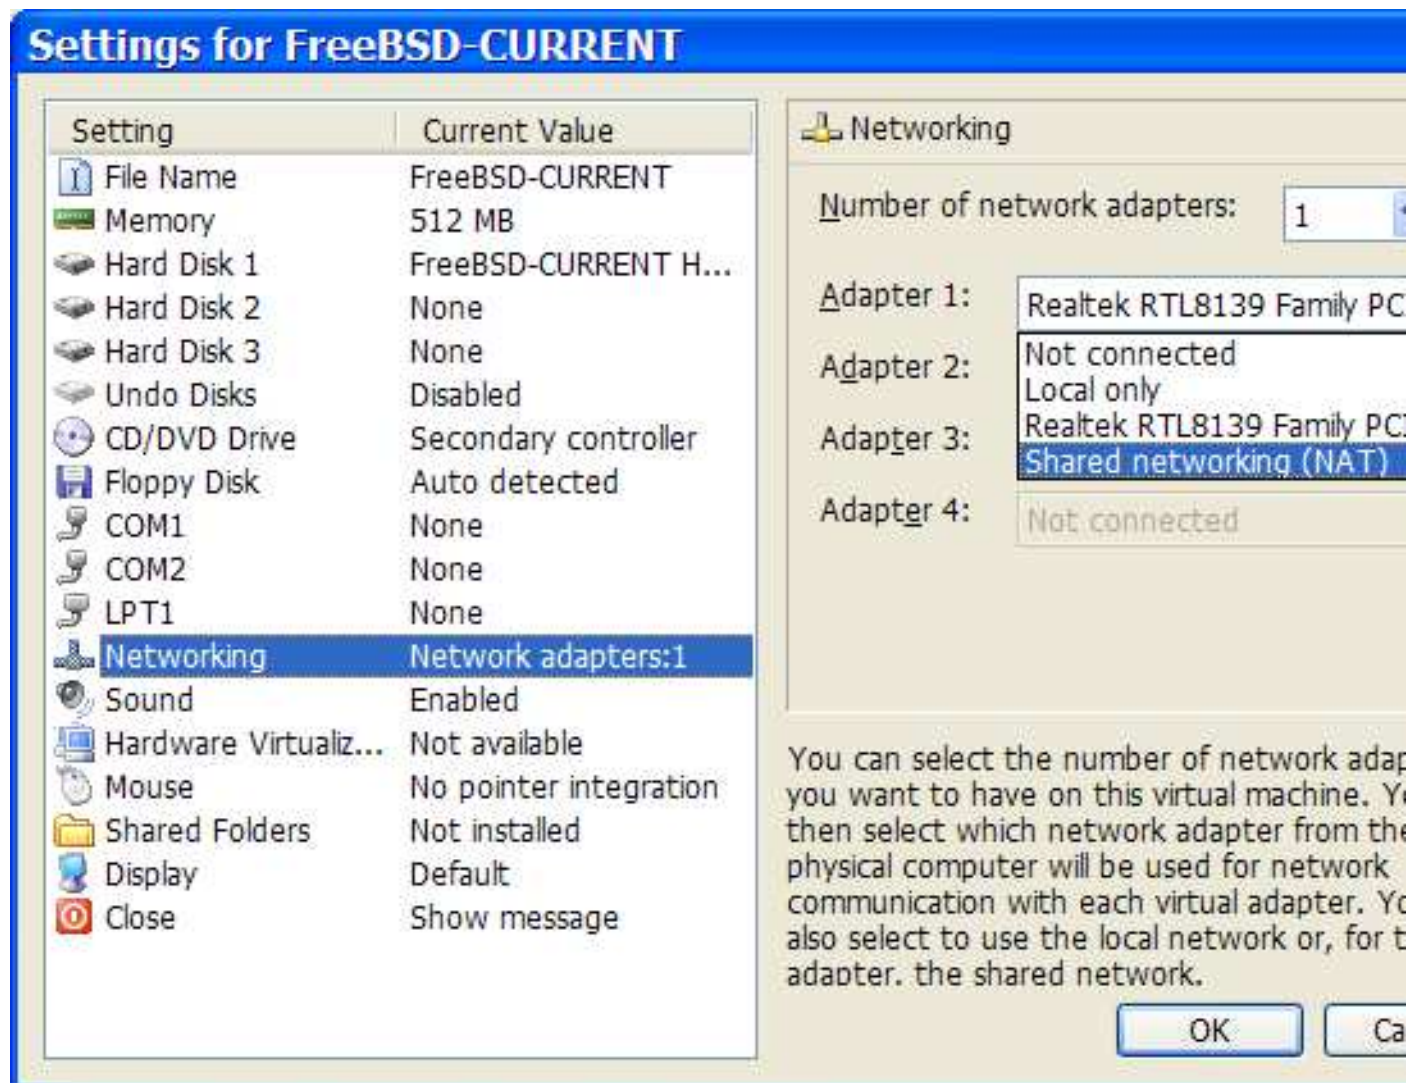 Settings for FreeBSD-CURRENT
Setting Current Value
File Name FreeBSD-CURRENT
Memory 512 MB
Hard Disk 1 FreeBSD-CURRENT H...
Hard Disk 2 None
Hard Disk 3 None
Undo Disks Disabled
CD/DVD Drive Secondary controller
Floppy Disk Auto detected
COM1 None
COM2 None
LPT1 None
Networking Network adapters:1
Sound Enabled
Hardware Virtualiz... Not available
Mouse No pointer integration
Shared Folders Not installed
Display Default
Close Show message
Networking
Number of network adapters: 1
Adapter 1: Realtek RTL8139 Family PC
Not connected
Adapter 2:
Local only
Realtek RTL8139 Family PCI
Adapter 3:
Shared networking (NAT)
Adapter 4: Not connected
You can select the number of network adap
you want to have on this virtual machine.
then select which network adapter from the
physical computer will be used for network
communication with each virtual adapter.
also select to use the local network or, for
adapter. the shared network.
OK Ca